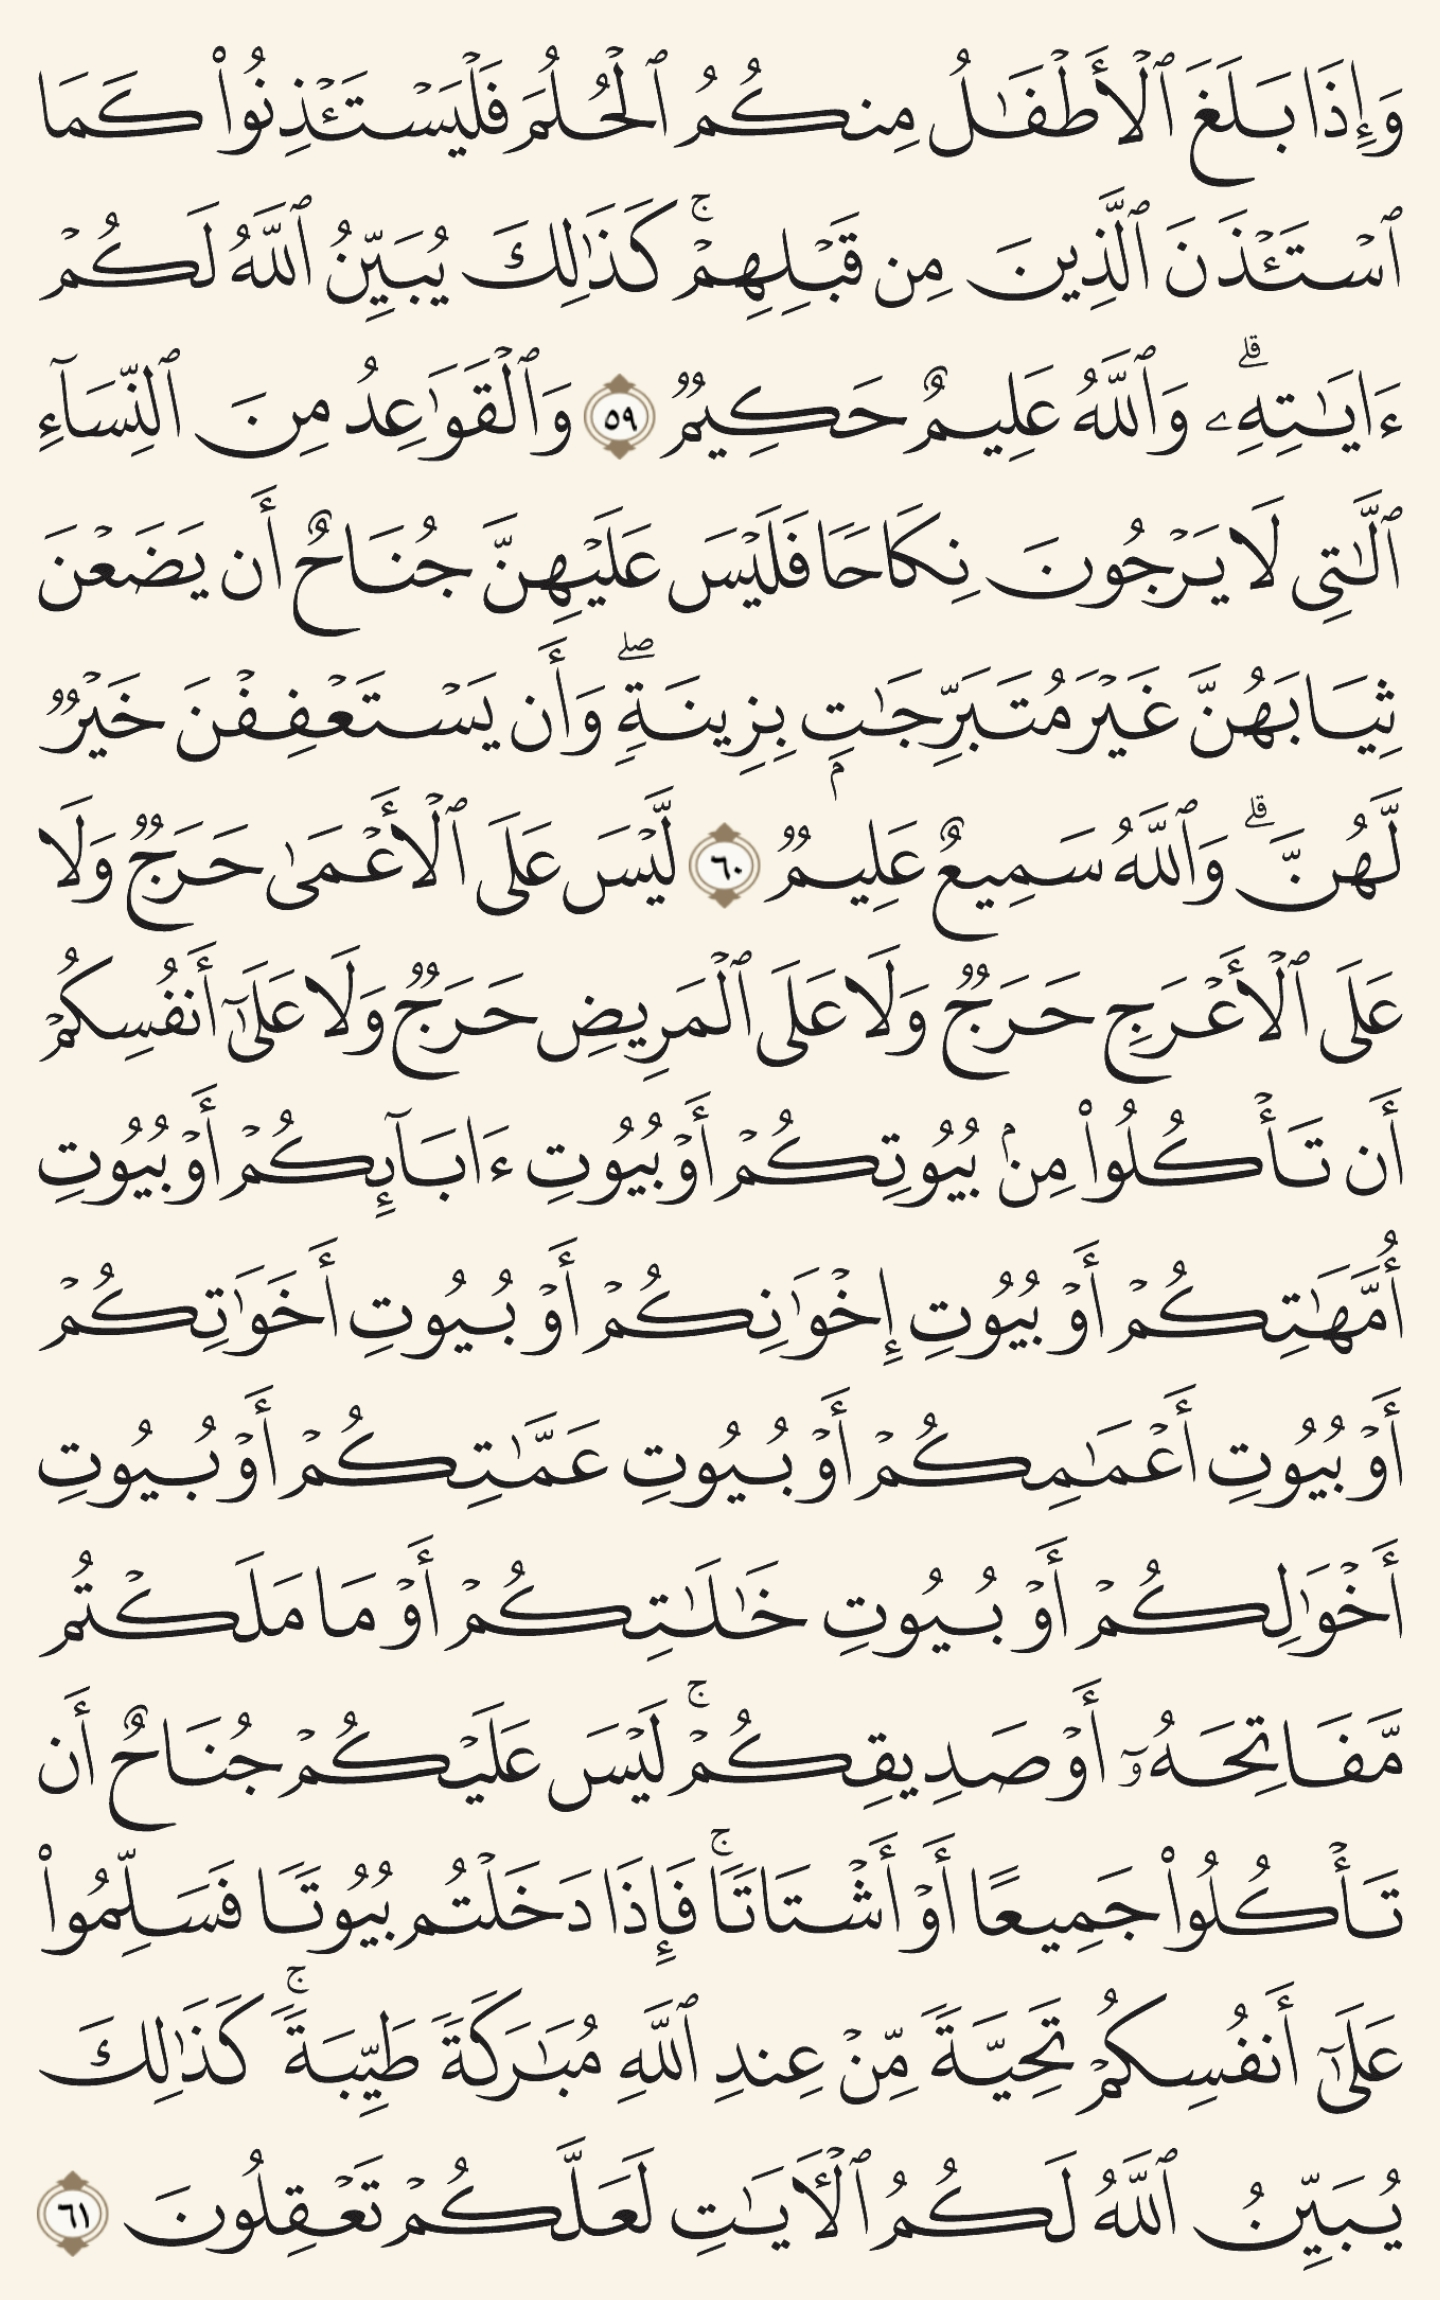 وَإِذَا بَلَغَ ٱلْأَطْفَـٰلُ مِنكُمُ ٱلْحُلُمَ فَلْيَسْتَـْٔذِنُوا۟ كَمَا
ٱسْتَـْٔذَنَ ٱلَّذِينَ مِن قَبْلِهِمْ ۚ كَذَٰلِكَ يُبَيِّنُ ٱللَّهُ لَكُمْ
ءَايَـٰتِهِۦ ۗ وَٱللَّهُ عَلِيمٌ حَكِيمٌ ٥٩ وَٱلْقَوَٰعِدُ مِنَ ٱلنِّسَآءِ
ٱلَّـٰتِى لَا يَرْجُونَ نِكَاحًا فَلَيْسَ عَلَيْهِنَّ جُنَاحٌ أَن يَضَعْنَ
ثِيَابَهُنَّ غَيْرَ مُتَبَرِّجَـٰتٍۭ بِزِينَةٍ ۖ وَأَن يَسْتَعْفِفْنَ خَيْرٌ
لَّهُنَّ ۗ وَٱللَّهُ سَمِيعٌ عَلِيمٌ ٦٠ لَّيْسَ عَلَى ٱلْأَعْمَىٰ حَرَجٌ وَلَا
عَلَى ٱلْأَعْرَجِ حَرَجٌ وَلَا عَلَى ٱلْمَرِيضِ حَرَجٌ وَلَا عَلَىٰٓ أَنفُسِكُمْ
أَن تَأْكُلُوا۟ مِنۢ بُيُوتِكُمْ أَوْ بُيُوتِ ءَابَآئِكُمْ أَوْ بُيُوتِ
أُمَّهَـٰتِكُمْ أَوْ بُيُوتِ إِخْوَٰنِكُمْ أَوْ بُيُوتِ أَخَوَٰتِكُمْ
أَوْ بُيُوتِ أَعْمَـٰمِكُمْ أَوْ بُيُوتِ عَمَّـٰتِكُمْ أَوْ بُيُوتِ
أَخْوَٰلِكُمْ أَوْ بُيُوتِ خَـٰلَـٰتِكُمْ أَوْ مَا مَلَكْتُم
مَّفَاتِحَهُۥٓ أَوْ صَدِيقِكُمْ ۚ لَيْسَ عَلَيْكُمْ جُنَاحٌ أَن
تَأْكُلُوا۟ جَمِيعًا أَوْ أَشْتَاتًا ۚ فَإِذَا دَخَلْتُم بُيُوتًا فَسَلِّمُوا۟
عَلَىٰٓ أَنفُسِكُمْ تَحِيَّةً مِّنْ عِندِ ٱللَّهِ مُبَـٰرَكَةً طَيِّبَةً ۚ كَذَٰلِكَ
يُبَيِّنُ ٱللَّهُ لَكُمُ ٱلْـَٔايَـٰتِ لَعَلَّكُمْ تَعْقِلُونَ ٦١